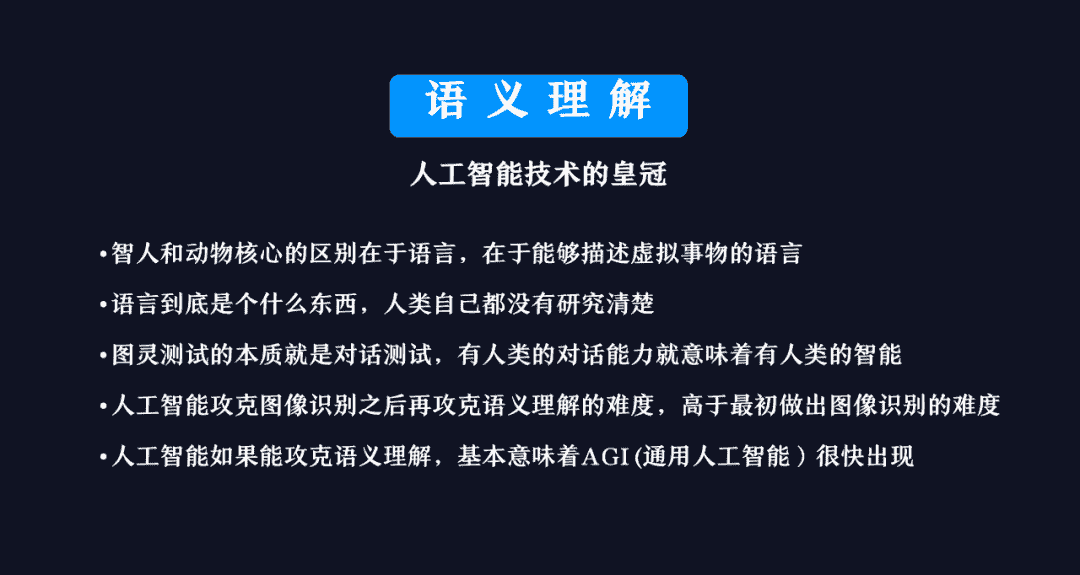 语义理解
人工智能技术的皇冠
•智人和动物核心的区别在于语言，在于能够描述虚拟事物的语言
•语言到底是个什么东西，人类自己都没有研究清楚
•图灵测试的本质就是对话测试，有人类的对话能力就意味着有人类的智能
•人工智能攻克图像识别之后再攻克语义理解的难度，高于最初做出图像识别的难度
•人工智能如果能攻克语义理解，基本意味着AGI(通用人工智能）很快出现